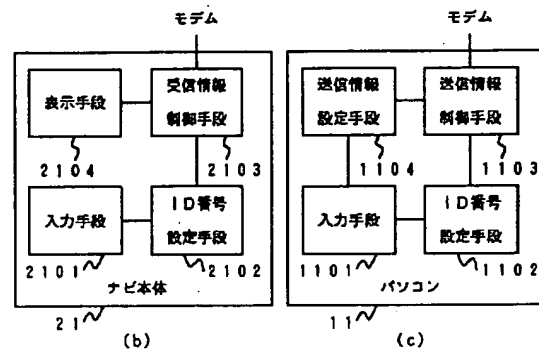 モデム
表示手段
受信情報
制御手段
2104
2103
入力手段
ID番号
設定手段
2101
2102
ナビ本体
21
(b)
モデム
送信情報
設定手段
送信情報
制御手段
1104
1103
入力手段
ID番号
設定手段
1101
1102
パソコン
11
(c)